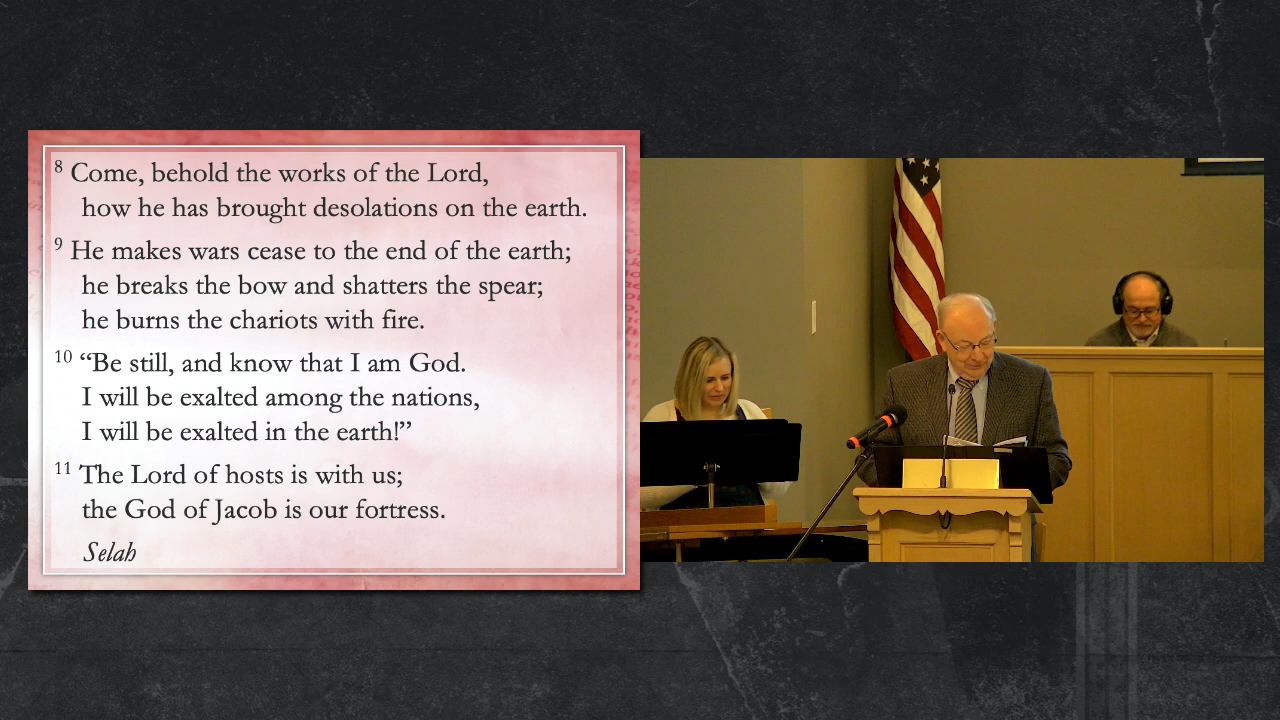 8 Come, behold the works of the Lord,
how he has brought desolations on the earth.
9 He makes wars cease to the end of the earth;
he breaks the bow and shatters the spear;
he burns the chariots with fire.
10 “Be still, and know that I am God.
I will be exalted among the nations,
I will be exalted in the earth!”
11 The Lord of hosts is with us;
the God of Jacob is our fortress.
Selah